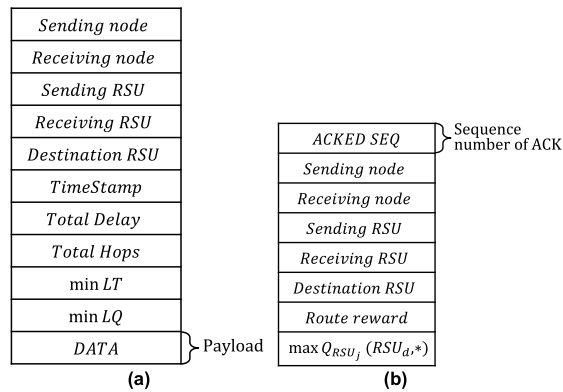 Sending node
Receiving node
Sending RSU
Receiving RSU
Destination RSU
TimeStamp
Total Delay
Total Hops
min LT
min LQ
DATA
Payload
(a)
ACKED SEQ
Sequence
number of ACK
Sending node
Receiving node
Sending RSU
Receiving RSU
Destination RSU
Route reward
max Q_{RSU_j} (RSU_d,*)
(b)